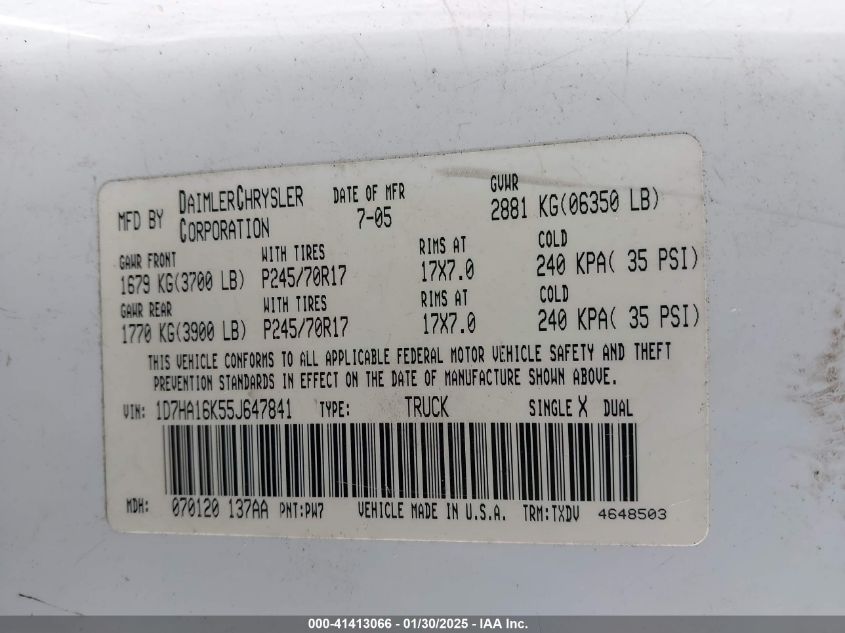 MFD BY DAIMLERCHRYSLER CORPORATION DATE OF MFR 7-05 GVWR 2881 KG(06350 LB)
GAWR FRONT WITH TIRES RIMS AT COLD
1679 KG(3700 LB) P245/70R17 17X7.0 240 KPA( 35 PSI)
GAWR REAR WITH TIRES RIMS AT COLD
1770 KG(3900 LB) P245/70R17 17X7.0 240 KPA( 35 PSI)
THIS VEHICLE CONFORMS TO ALL APPLICABLE FEDERAL MOTOR VEHICLE SAFETY AND THEFT
PREVENTION STANDARDS IN EFFECT ON THE DATE OF MANUFACTURE SHOWN ABOVE.
VIN: 1D7HA16K55J647841 TYPE: TRUCK SINGLE X DUAL
MDH: 070120 137AA PNT:PW7 VEHICLE MADE IN U.S.A. TRM:TXDV 4648503
000-41413066 - 01/30/2025 - IAA Inc.